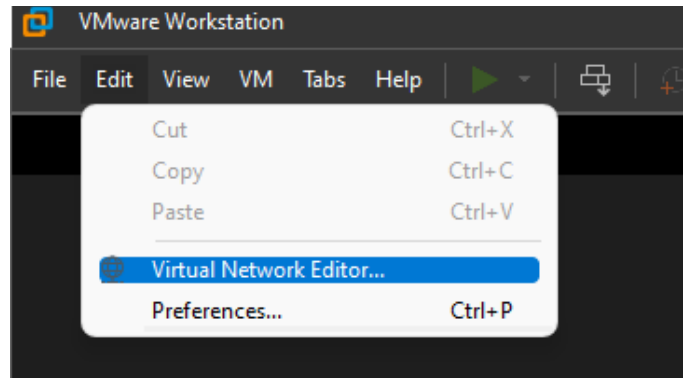 VMware Workstation
File Edit View VM Tabs Help
Cut Ctrl+X
Copy Ctrl+C
Paste Ctrl+V
Virtual Network Editor...
Preferences... Ctrl+P